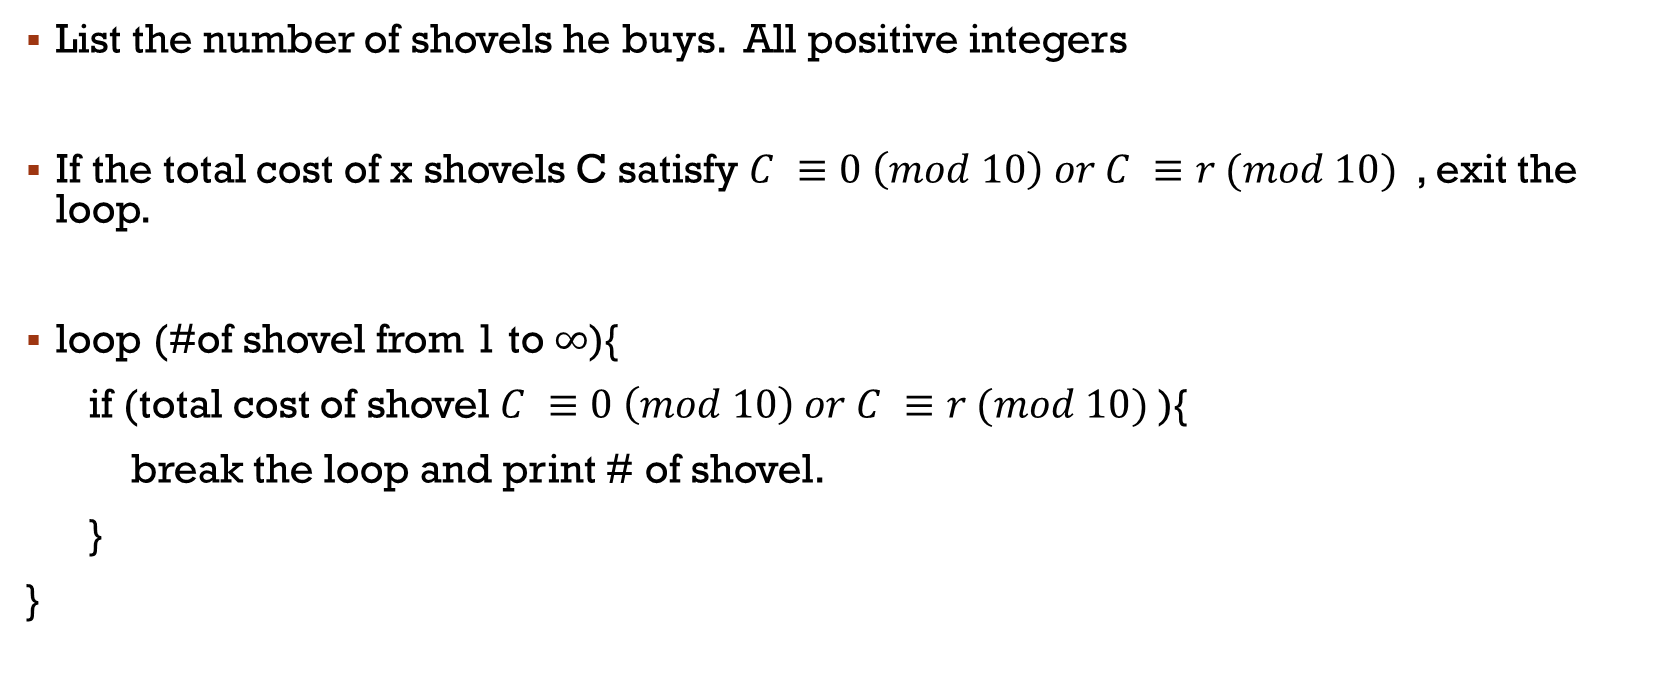 ▪ List the number of shovels he buys. All positive integers
▪ If the total cost of x shovels C satisfy C ≡ 0 (mod 10) or C ≡ r (mod 10) , exit the
loop.
▪ loop (#of shovel from 1 to ∞){
if (total cost of shovel C ≡ 0 (mod 10) or C ≡ r (mod 10) ){
break the loop and print # of shovel.
}
}